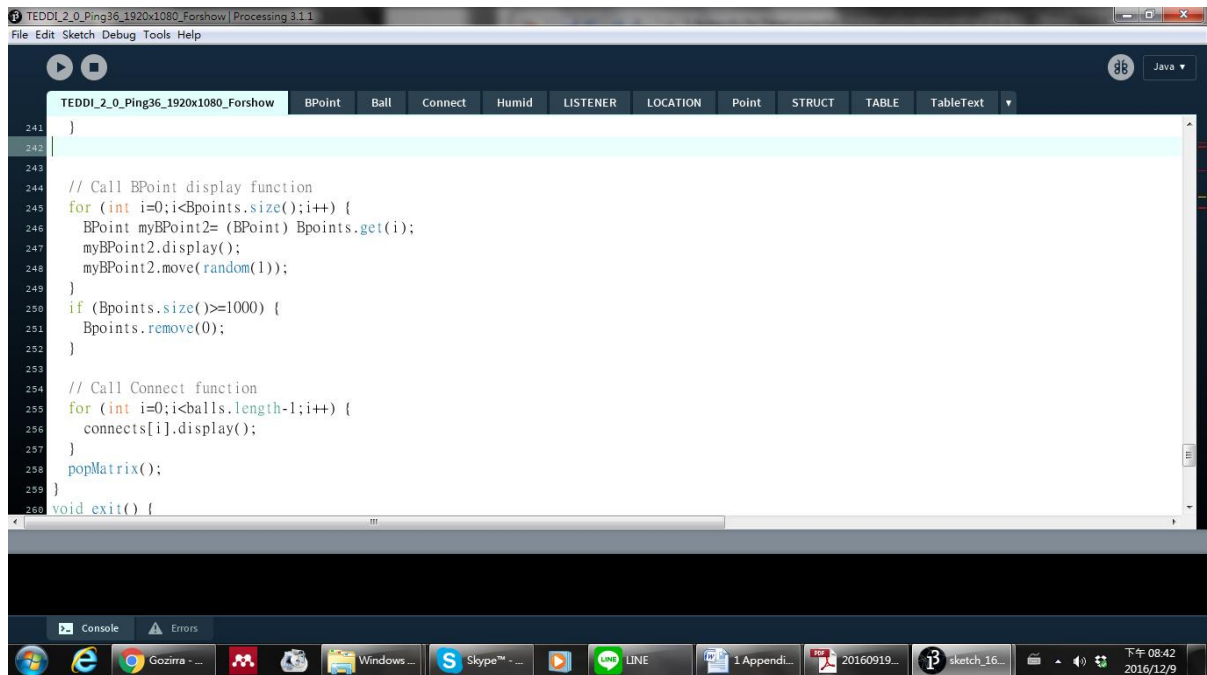 TEDDI_2_0_Ping36_1920x1080_Forshow | Processing 3.1.1
File Edit Sketch Debug Tools Help
Java ▾
TEDDI_2_0_Ping36_1920x1080_Forshow BPoint Ball Connect Humid LISTENER LOCATION Point STRUCT TABLE TableText ▾
241 }
242
243
244 // Call BPoint display function
245 for (int i=0;i<Bpoints.size();i++) {
246 BPoint myBPoint2= (BPoint) Bpoints.get(i);
247 myBPoint2.display();
248 myBPoint2.move(random(1));
249 }
250 if (Bpoints.size()>=1000) {
251 Bpoints.remove(0);
252 }
253
254 // Call Connect function
255 for (int i=0;i<balls.length-1;i++) {
256 connects[i].display();
257 }
258 popMatrix();
259 }
260 void exit() {
Console Errors
Gozirra - ... Windows ... Skype™ - ... LINE LINE 1 Appendi... PDF 20160919... sketch_16... 下午 08:42
2016/12/9